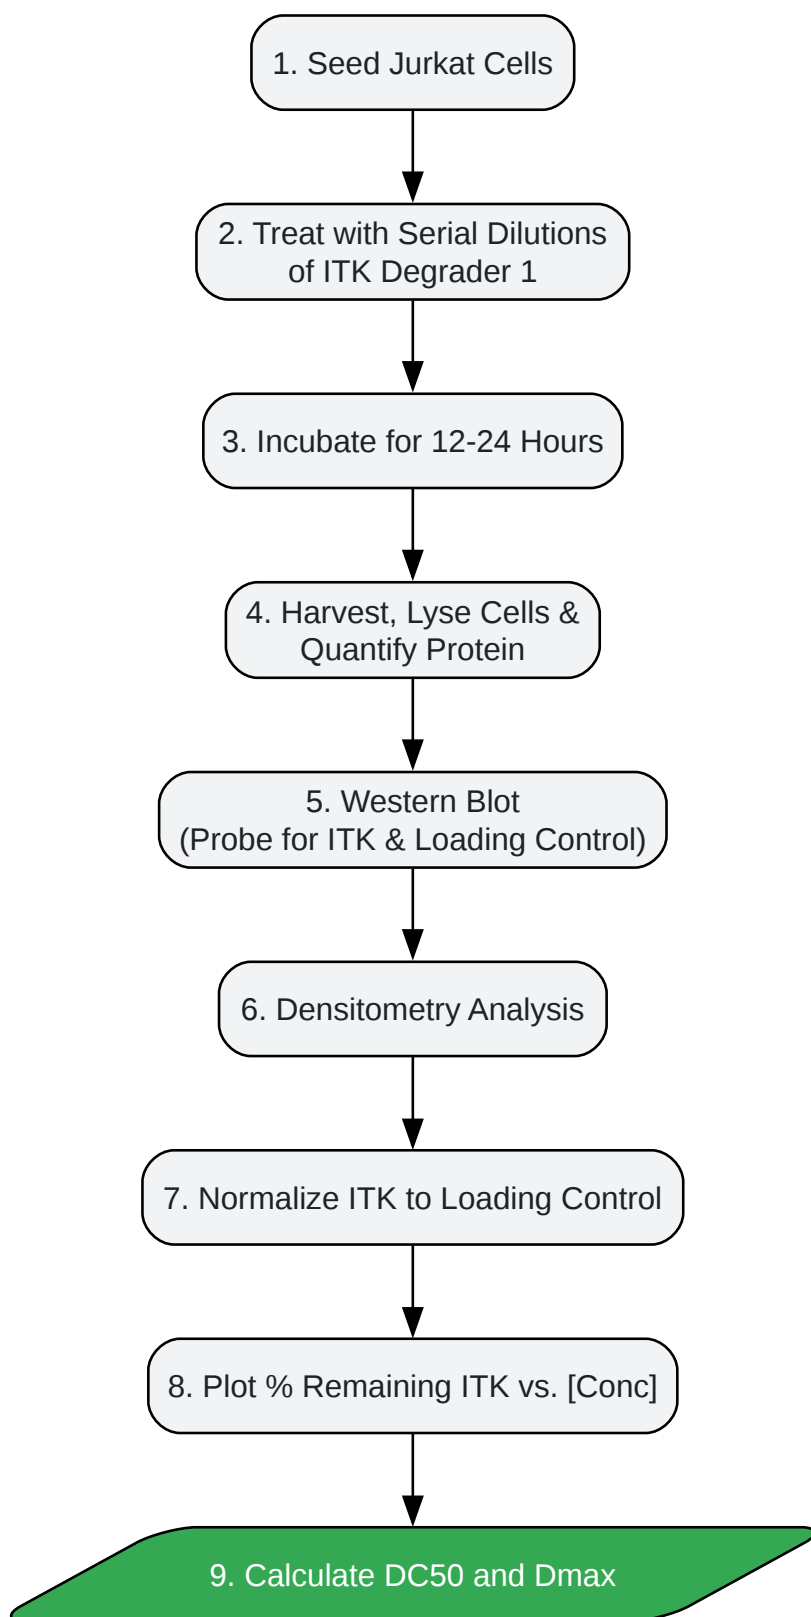 1. Seed Jurkat Cells
2. Treat with Serial Dilutions
of ITK Degrader 1
3. Incubate for 12-24 Hours
4. Harvest, Lyse Cells &
Quantify Protein
5. Western Blot
(Probe for ITK & Loading Control)
6. Densitometry Analysis
7. Normalize ITK to Loading Control
8. Plot % Remaining ITK vs. [Conc]
9. Calculate DC50 and Dmax